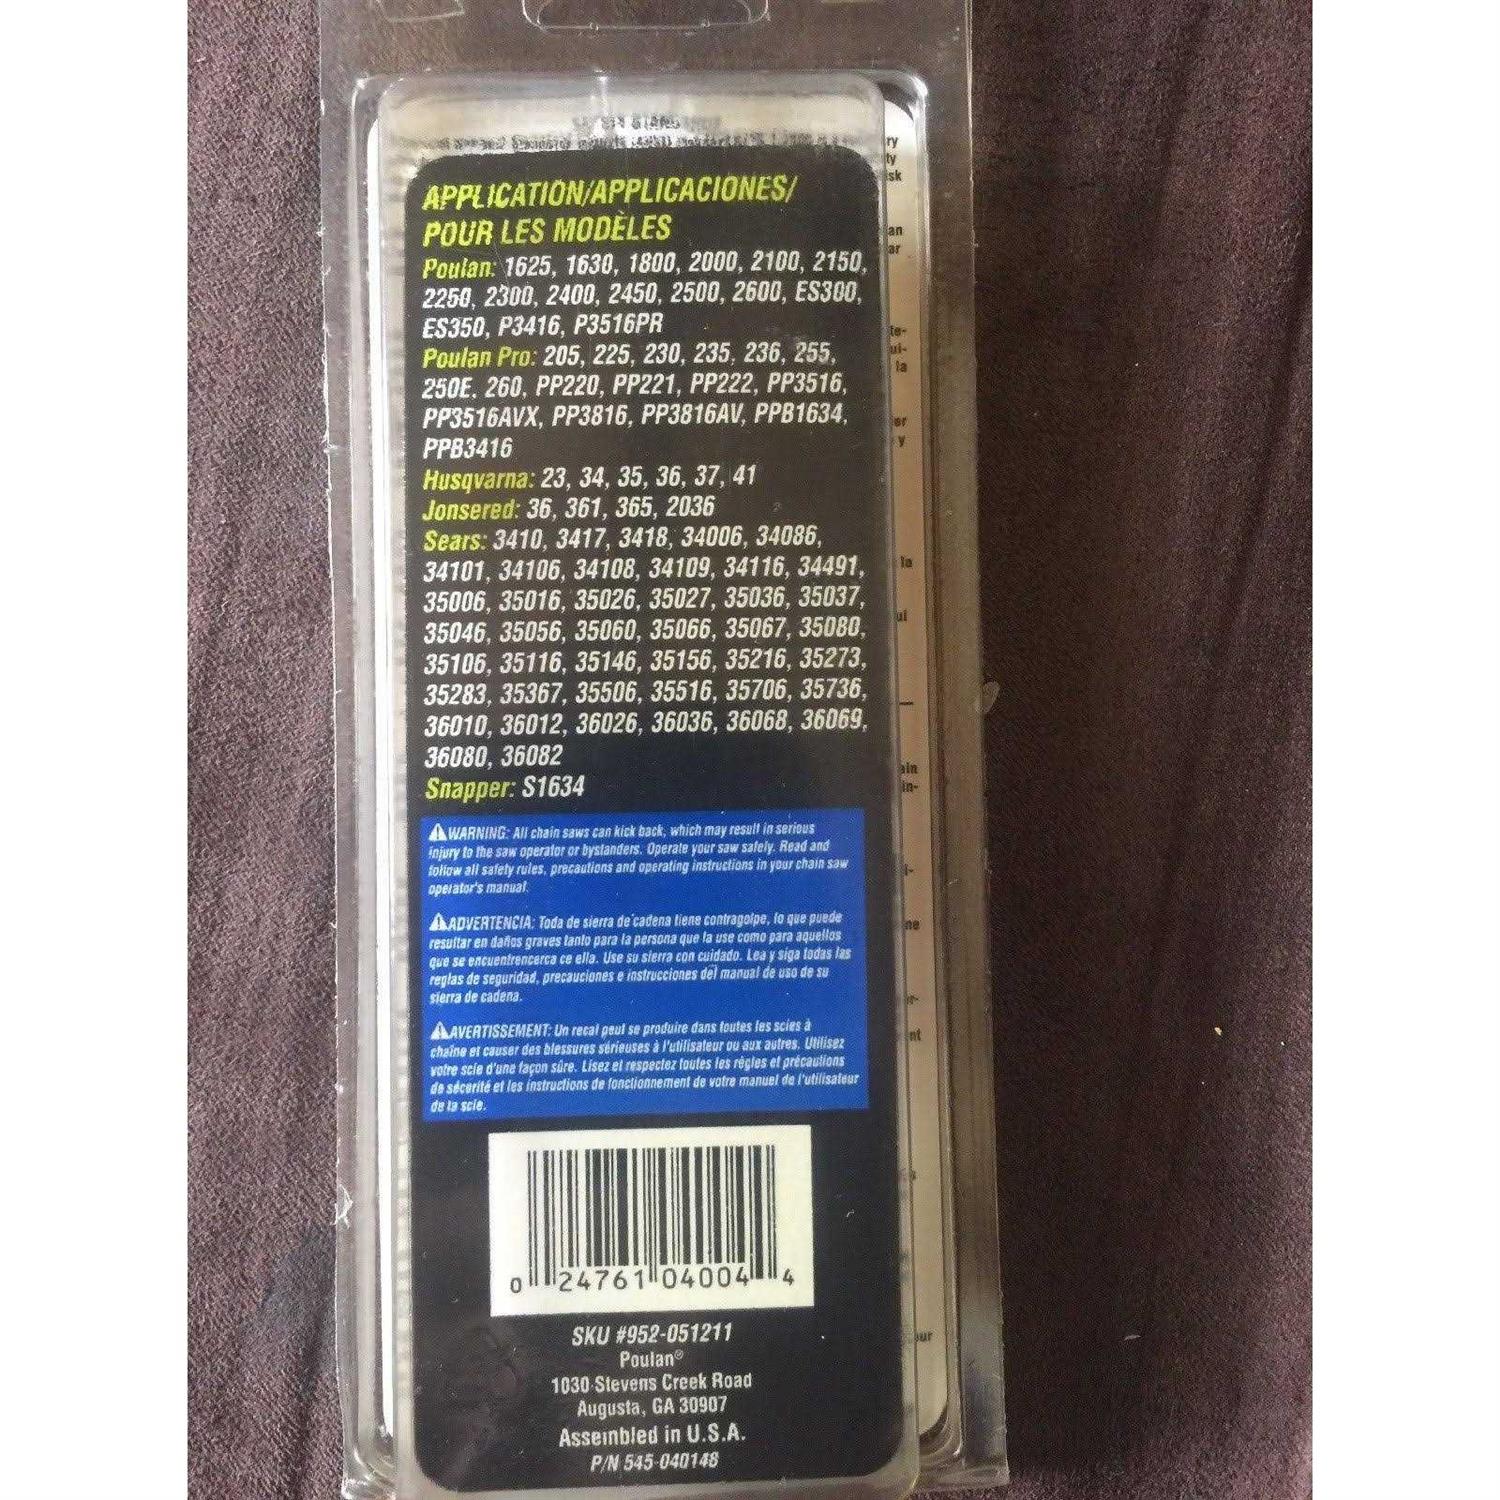 APPLICATION/APPLICACIONES/
POUR LES MODÈLES
Poulan: 1625, 1630, 1800, 2000, 2100, 2150,
2250, 2300, 2400, 2450, 2500, 2600, ES300,
ES350, P3416, P3516PR
Poulan Pro: 205, 225, 230, 235, 236, 255,
250E, 260, PP220, PP221, PP222, PP3516,
PP3516AVX, PP3816, PP3816AV, PPB1634,
PPB3416
Husqvarna: 23, 34, 35, 36, 37, 41
Jonsered: 36, 361, 365, 2036
Sears: 3410, 3417, 3418, 34006, 34086,
34101, 34106, 34108, 34109, 34116, 34491,
35006, 35016, 35026, 35027, 35036, 35037,
35046, 35056, 35060, 35066, 35067, 35080,
35106, 35116, 35146, 35156, 35216, 35273,
35283, 35367, 35506, 35516, 35706, 35736,
36010, 36012, 36026, 36036, 36068, 36069,
36080, 36082
Snapper: S1634
WARNING: All chain saws can kick back, which may result in serious
injury to the saw operator or bystanders. Operate your saw safely. Read and
follow all safety rules, precautions and operating instructions in your chain saw
operator's manual.
ADVERTENCIA: Toda de sierra de cadena tiene contragolpe, lo que puede
resultar en daños graves tanto para la persona que la use como para aquellos
que se encuentrencerca ce ella. Use su sierra con cuidado. Lea y siga todas las
reglas de seguridad, precauciones e instrucciones del manual de uso de su
sierra de cadena.
AVERTISSEMENT: Un recal peut se produire dans toutes les scies à
chaîne et causer des blessures sérieuses à l'utilisateur ou aux autres. Utilisez
votre scie d'une façon sûre. Lisez et respectez toutes les règles et précautions
de sécerité et les instructions de fonctionnement de votre manuel de l'utilisateur
de la scie.
0 24761 04004 4
SKU #952-051211
Poulan®
1030 Stevens Creek Road
Augusta, GA 30907
Assembled in U.S.A.
P/N 545-040148